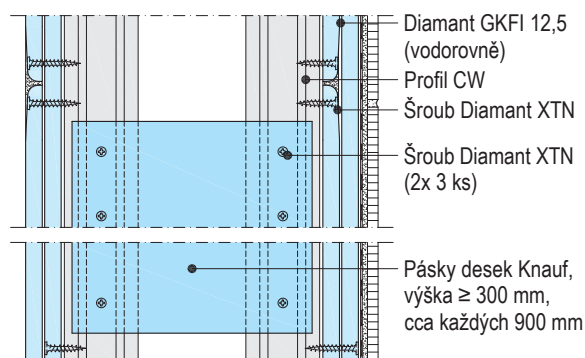 Diamant GKFI 12,5
(vodorovně)
Profil CW
Šroub Diamant XTN
Šroub Diamant XTN
(2x 3 ks)
Pásky desek Knauf,
výška ≥ 300 mm,
cca každých 900 mm